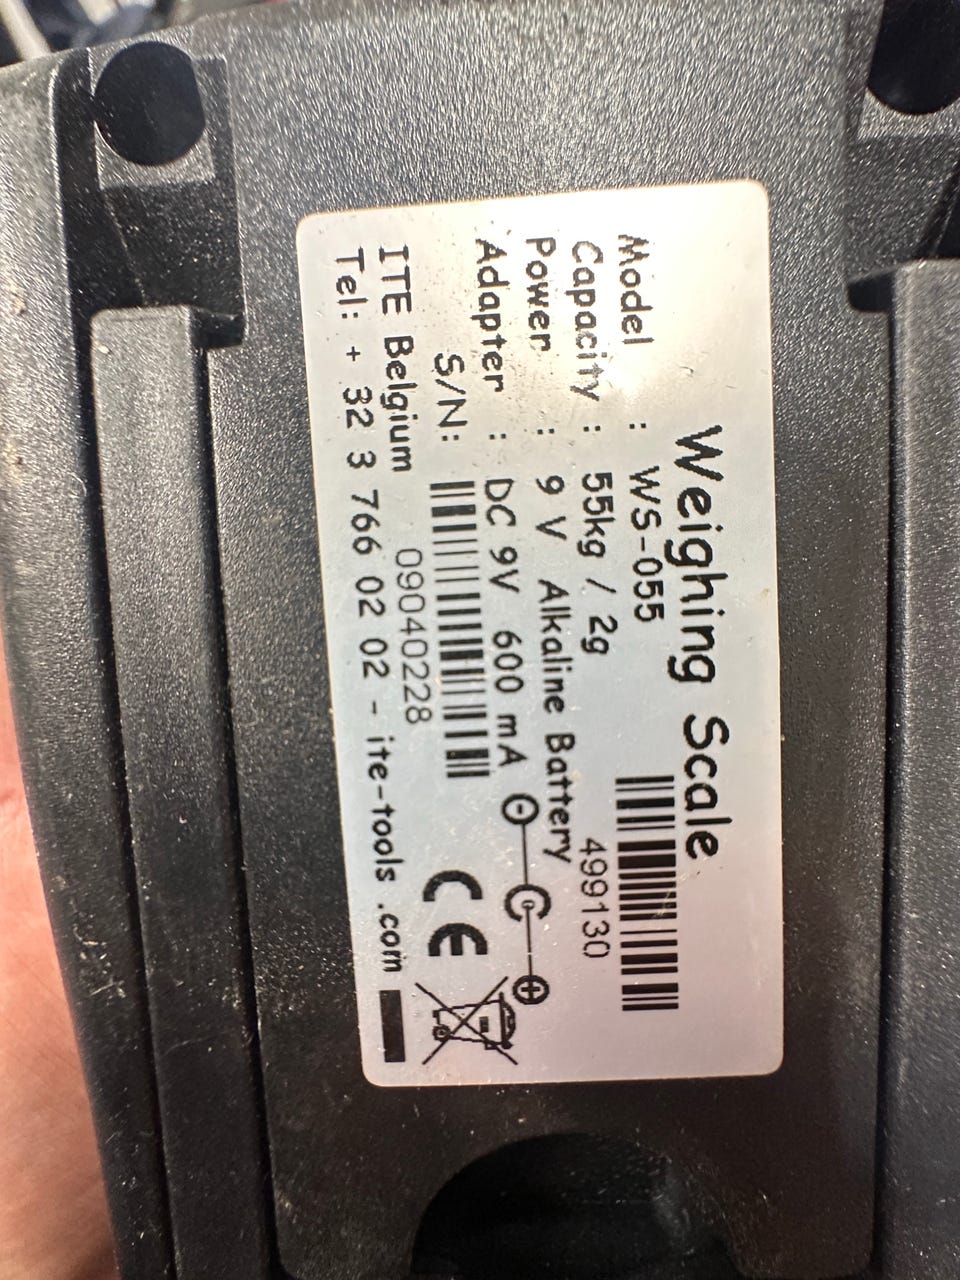 Weighing Scale
Model : WS-055
Capacity : 55kg / 2g
499130
Power : 9 V Alkaline Battery
Adapter : DC 9V 600 mA
S/N:
09040228
CE
ITE Belgium
Tel: + 32 3 766 02 02 - ite-tools .com